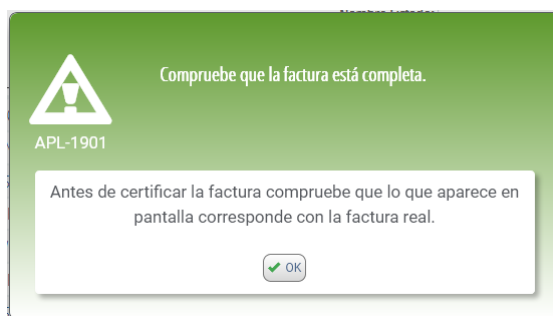 Compruebe que la factura está completa.
APL-1901
Antes de certificar la factura compruebe que lo que aparece en
pantalla corresponde con la factura real.
OK